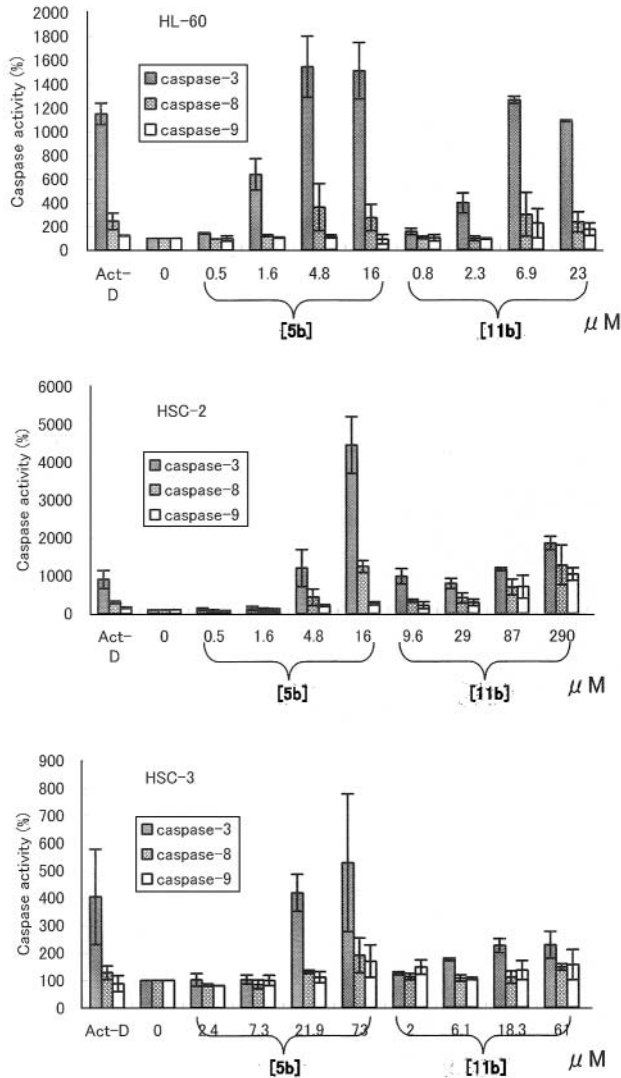 HL-60
2000
1800
1600
1400
1200
1000
800
600
400
200
0
Caspase activity (%)
caspase-3
caspase-8
caspase-9
Act-D 0 0.5 1.6 4.8 16 0.8 2.3 6.9 23
[5b] [11b] μM
HSC-2
6000
5000
4000
3000
2000
1000
0
Caspase activity (%)
caspase-3
caspase-8
caspase-9
Act-D 0 0.5 1.6 4.8 16 9.6 29 87 290
[5b] [11b] μM
HSC-3
900
800
700
600
500
400
300
200
100
0
Caspase activity (%)
caspase-3
caspase-8
caspase-9
Act-D 0 2.4 7.3 21.9 73 2 6.1 18.3 61
[5b] [11b] μM